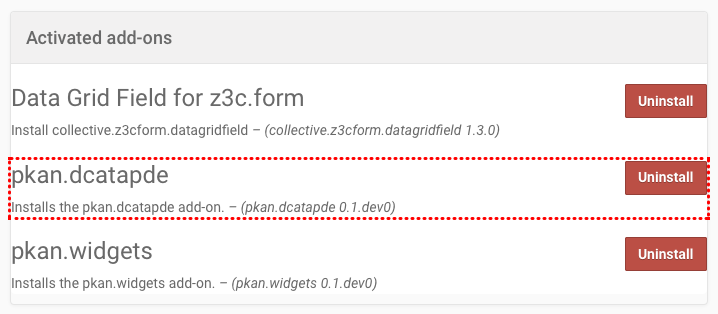 Activated add-ons
Data Grid Field for z3c.form
Uninstall
Install collective.z3cform.datagridfield – (collective.z3cform.datagridfield 1.3.0)
pkan.dcatapde
Uninstall
Installs the pkan.dcatapde add-on. – (pkan.dcatapde 0.1.dev0)
pkan.widgets
Uninstall
Installs the pkan.widgets add-on. – (pkan.widgets 0.1.dev0)